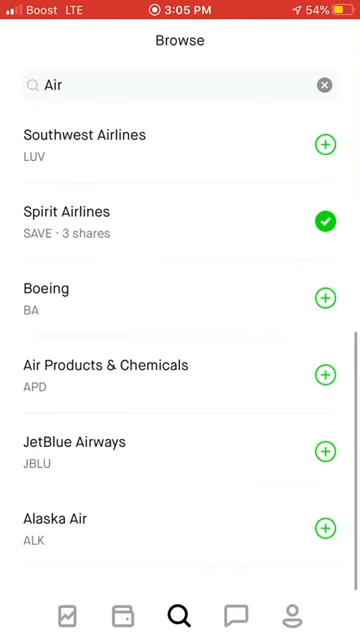 Boost LTE 3:05 PM 54%
Browse
Air
Southwest Airlines
LUV
Spirit Airlines
SAVE · 3 shares
Boeing
BA
Air Products & Chemicals
APD
JetBlue Airways
JBLU
Alaska Air
ALK